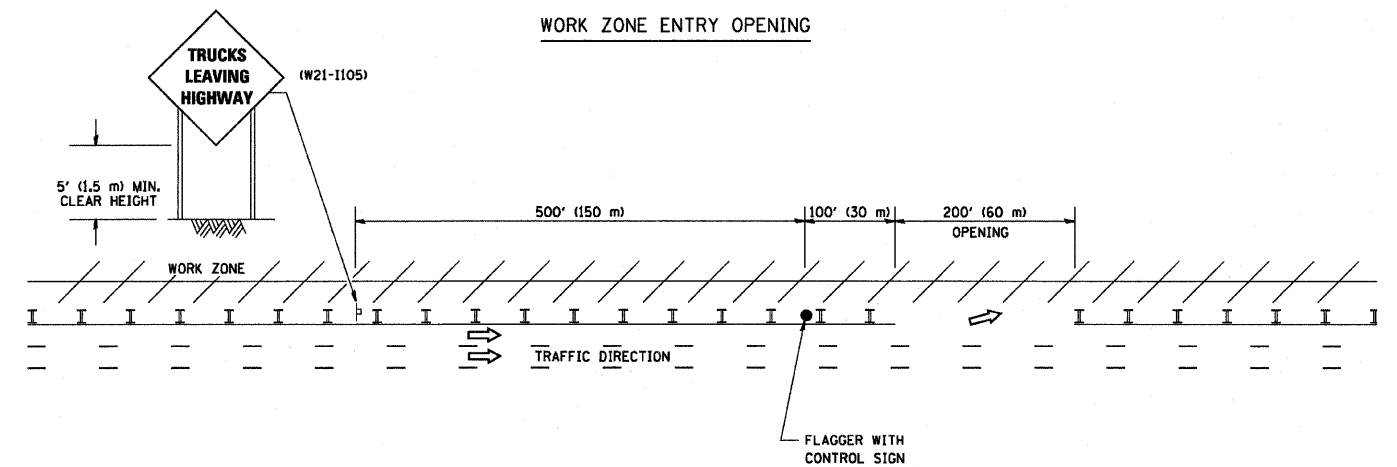 WORK ZONE ENTRY OPENING
TRUCKS
LEAVING
HIGHWAY
(W21-I105)
5' (1.5 m) MIN.
CLEAR HEIGHT
500' (150 m)
100' (30 m)
200' (60 m)
OPENING
WORK ZONE
TRAFFIC DIRECTION
FLAGGER WITH
CONTROL SIGN